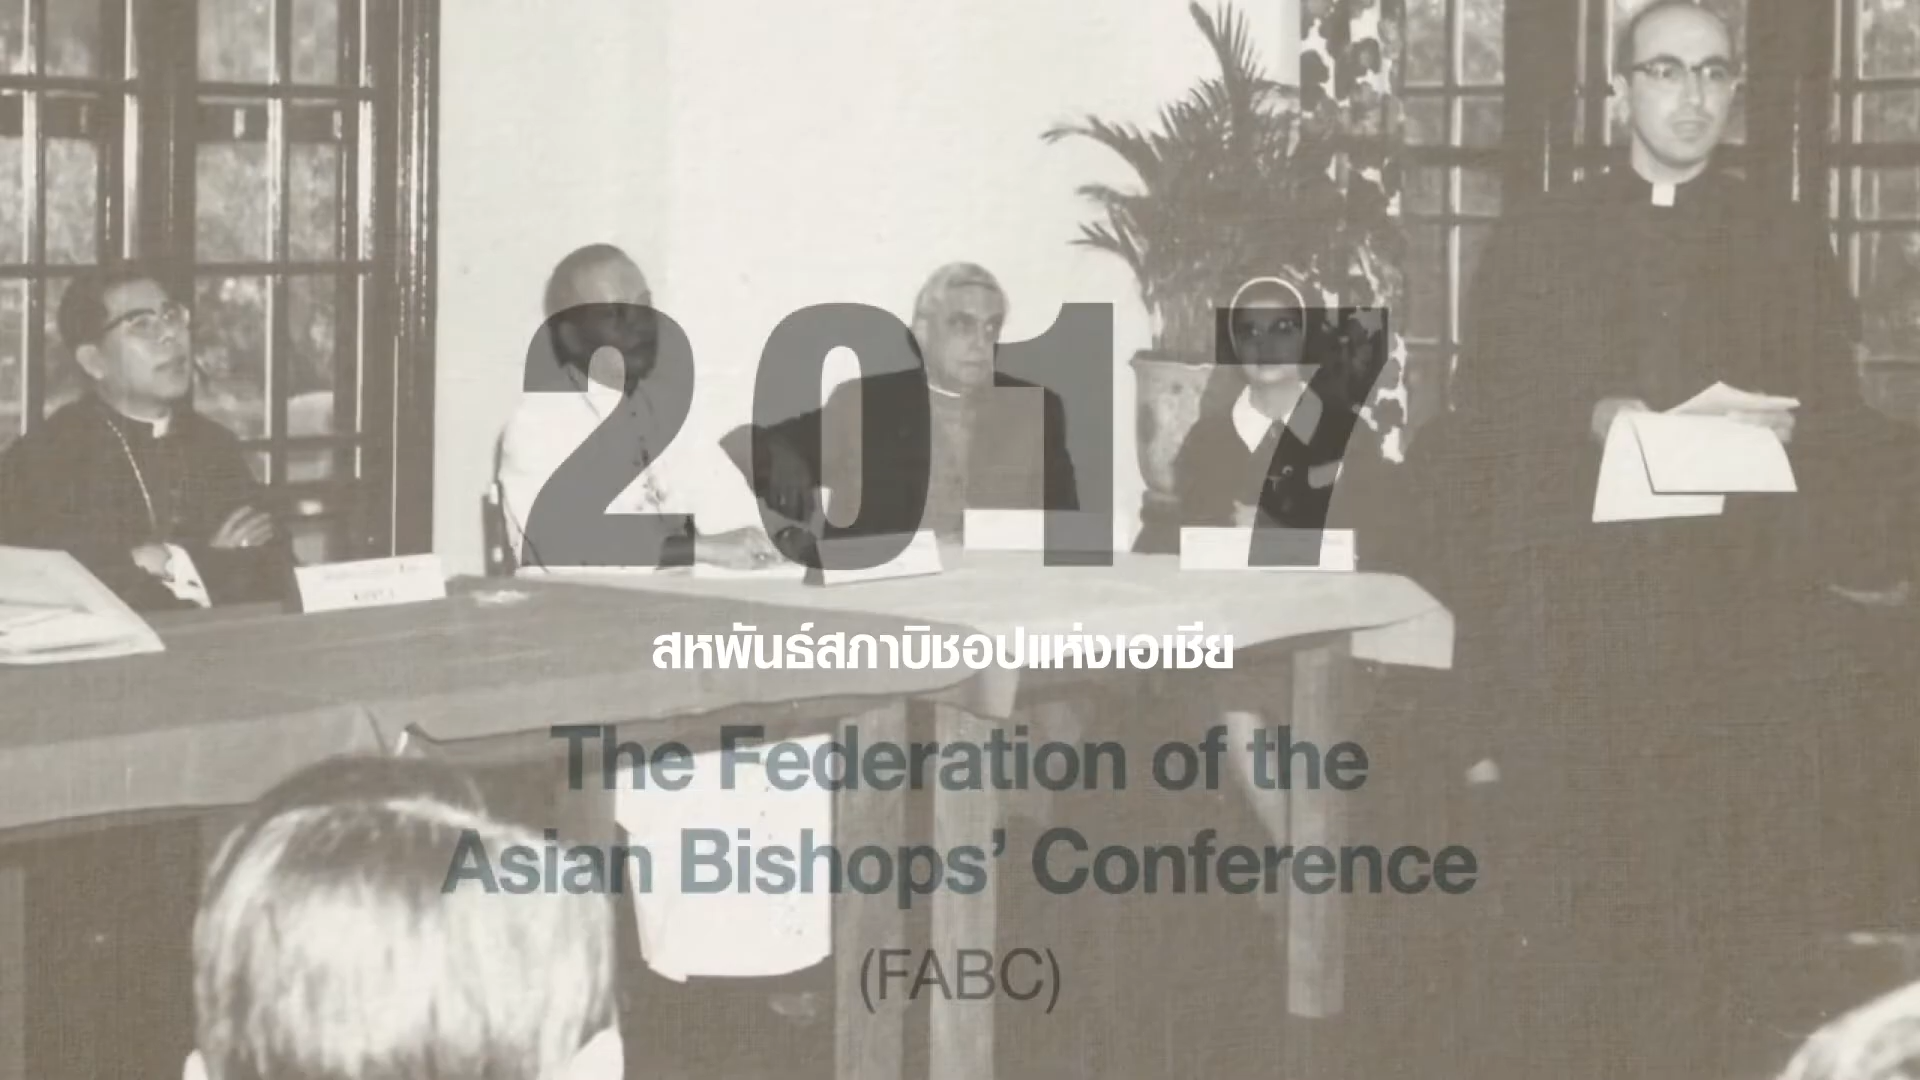 2017
สหพันธ์สภาบิชอปแห่งเอเชีย
The Federation of the
Asian Bishops’ Conference
(FABC)